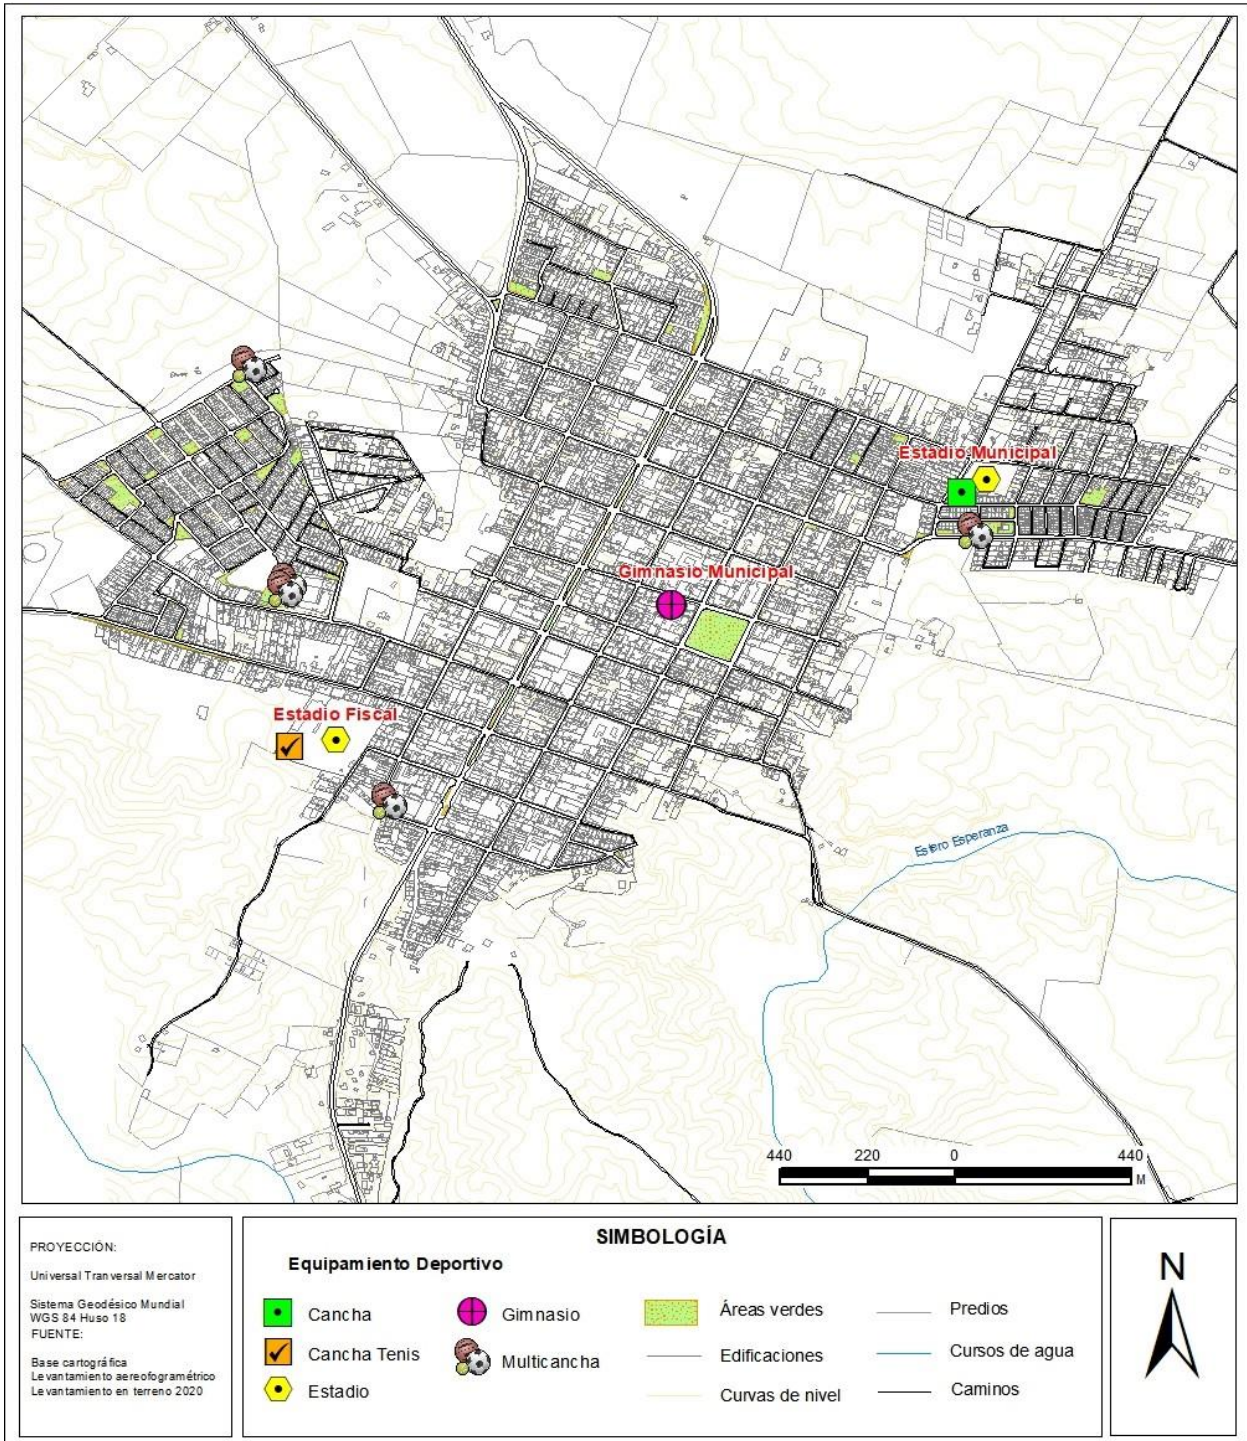 Estadio Municipal
Gimnasio Municipal
Estadio Fiscal
Estero Esperanza
440 220 0 440
M
PROYECCIÓN:
Universal Tranversal Mercator
Sistema Geodésico Mundial
WGS 84 Huso 18
FUENTE:
Base cartográfica
Levantamiento aereofogramétrico
Levantamiento en terreno 2020
SIMBOLOGÍA
Equipamiento Deportivo
Cancha
Cancha Tenis
Estadio
Gimnasio
Multicancha
Áreas verdes
Edificaciones
Curvas de nivel
Predios
Cursos de agua
Caminos
N